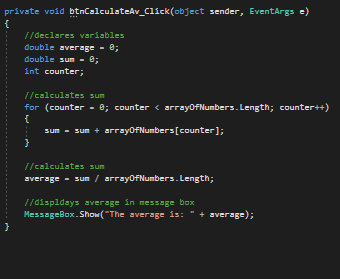 private void btnCalculateAv_Click(object sender, EventArgs e)
{
//declares variables
double average = 0;
double sum = 0;
int counter;
//calculates sum
for (counter = 0; counter < arrayOfNumbers.Length; counter++)
{
sum = sum + arrayOfNumbers[counter];
}
//calculates sum
average = sum / arrayOfNumbers.Length;
//displdays average in message box
MessageBox.Show("The average is: " + average);
}